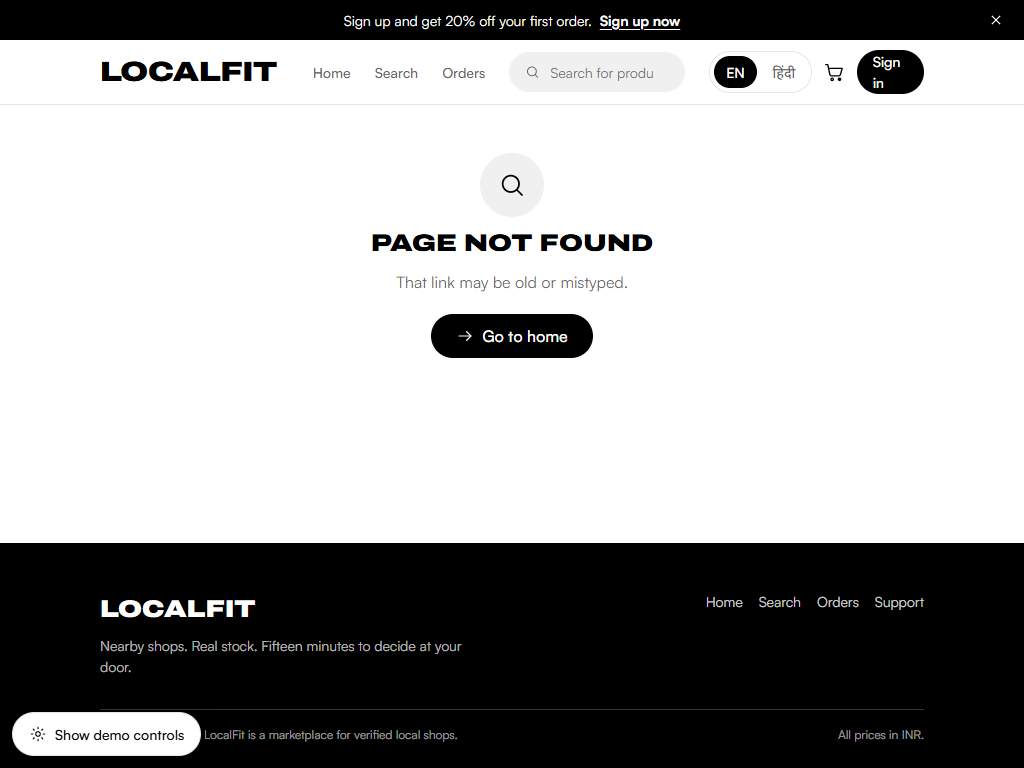 Sign up and get 20% off your first order. Sign up now
LOCALFIT
Home Search Orders
Search for produ
EN हिंदी
Sign
in
PAGE NOT FOUND
That link may be old or mistyped.
Go to home
LOCALFIT
Home Search Orders Support
Nearby shops. Real stock. Fifteen minutes to decide at your
door.
Show demo controls
LocalFit is a marketplace for verified local shops.
All prices in INR.